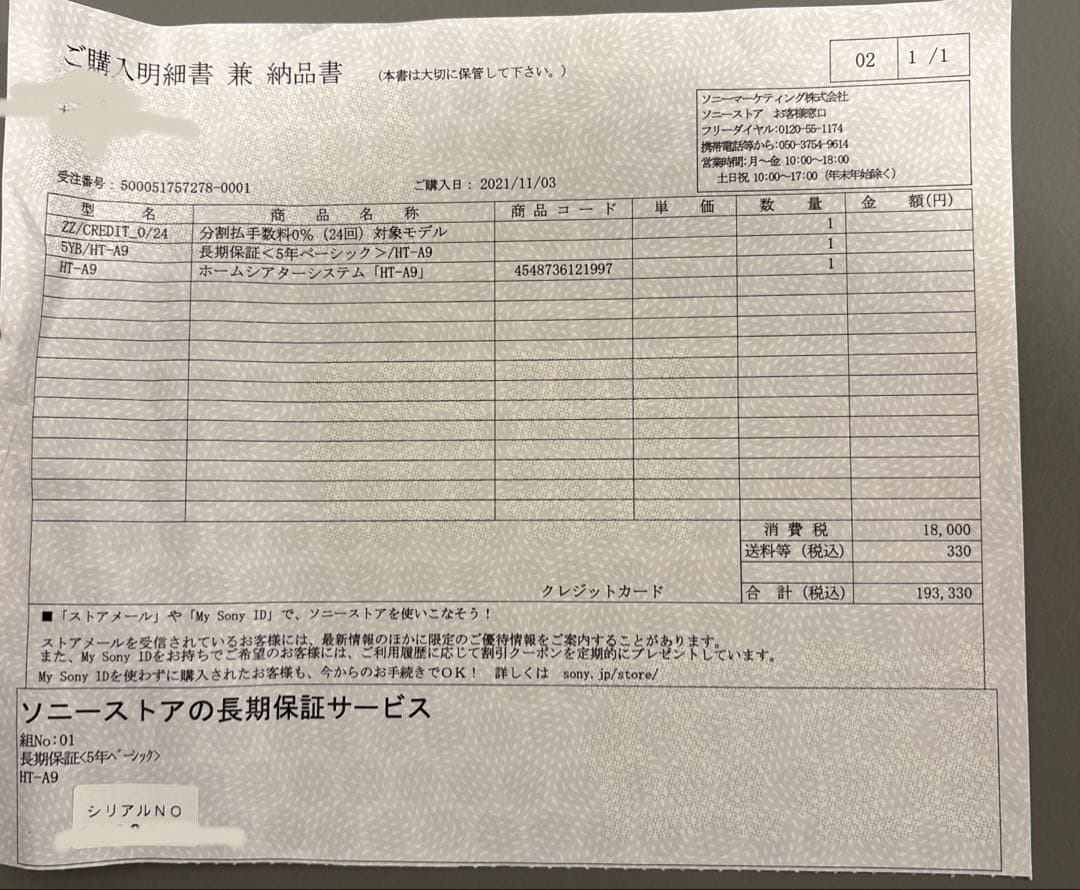 ご購入明細書 兼 納品書 (本書は大切に保管して下さい。)
02 1 /1
ソニーマーケティング株式会社
ソニーストア お客様窓口
フリーダイヤル:0120-55-1174
携帯電話等から:050-3754-9614
営業時間:月～金 10:00～18:00
土日祝 10:00～17:00 (年末年始除く)
受注番号: 500051757278-0001 ご購入日: 2021/11/03
型 名 商 品 名 称 商 品 コ ー ド 単 価 数 量 金 額(円)
ZZ/CREDIT_0/24 分割払手数料0% (24回) 対象モデル 1
5YB/HT-A9 長期保証<5年ベーシック>/HT-A9 1
HT-A9 ホームシアターシステム「HT-A9」 4548736121997 1
消 費 税 18,000
送料等 (税込) 330
クレジットカード 合 計 (税込) 193,330
■「ストアメール」や「My Sony ID」で、ソニーストアを使いこなそう!
ストアメールを受信されているお客様には、最新情報のほかに限定のご優待情報をご案内することがあります。
また、My Sony IDをお持ちでご希望のお客様には、ご利用履歴に応じて割引クーポンを定期的にプレゼントしています。
My Sony IDを使わずに購入されたお客様も、今からのお手続きでOK! 詳しくは sony.jp/store/
ソニーストアの長期保証サービス
組No:01
長期保証<5年ﾍﾞｰｼｯｸ>
HT-A9
シリアルNO